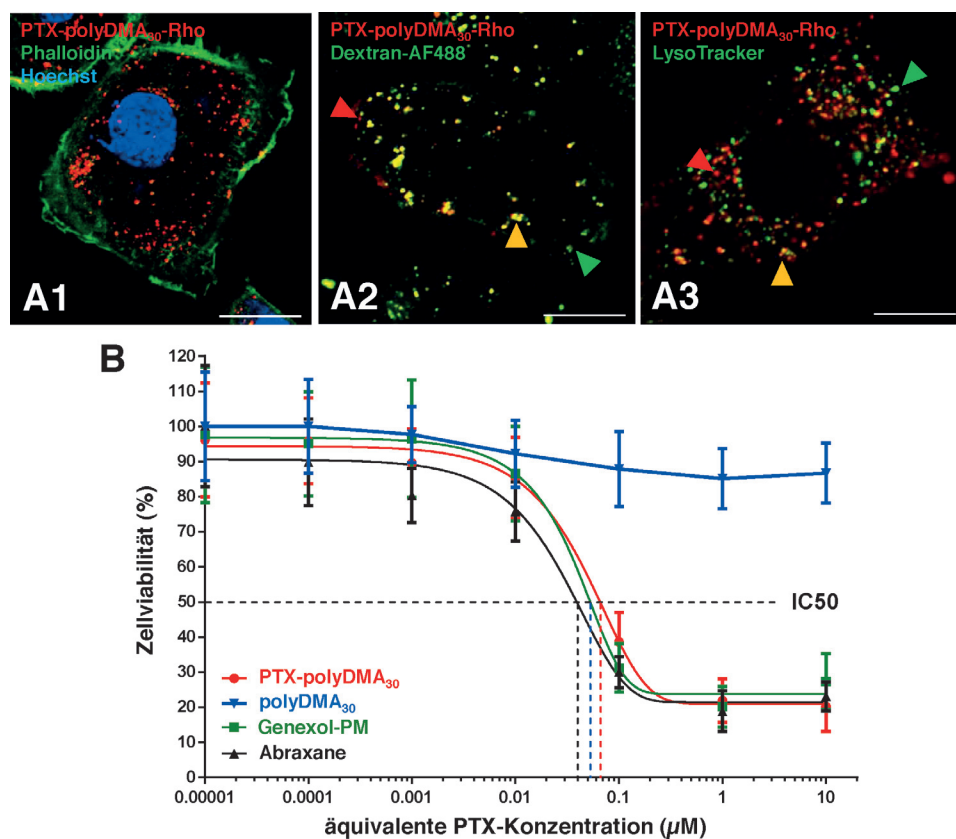 PTX-polyDMA₃₀-Rho
Phalloidin
Hoechst
A1
PTX-polyDMA₃₀-Rho
Dextran-AF488
A2
PTX-polyDMA₃₀-Rho
LysoTracker
A3
B
Zellviabilität (%)
120
110
100
90
80
70
60
50
40
30
20
10
0
IC50
PTX-polyDMA₃₀
polyDMA₃₀
Genexol-PM
Abraxane
0.00001 0.0001 0.001 0.01 0.1 1 10
äquivalente PTX-Konzentration (µM)